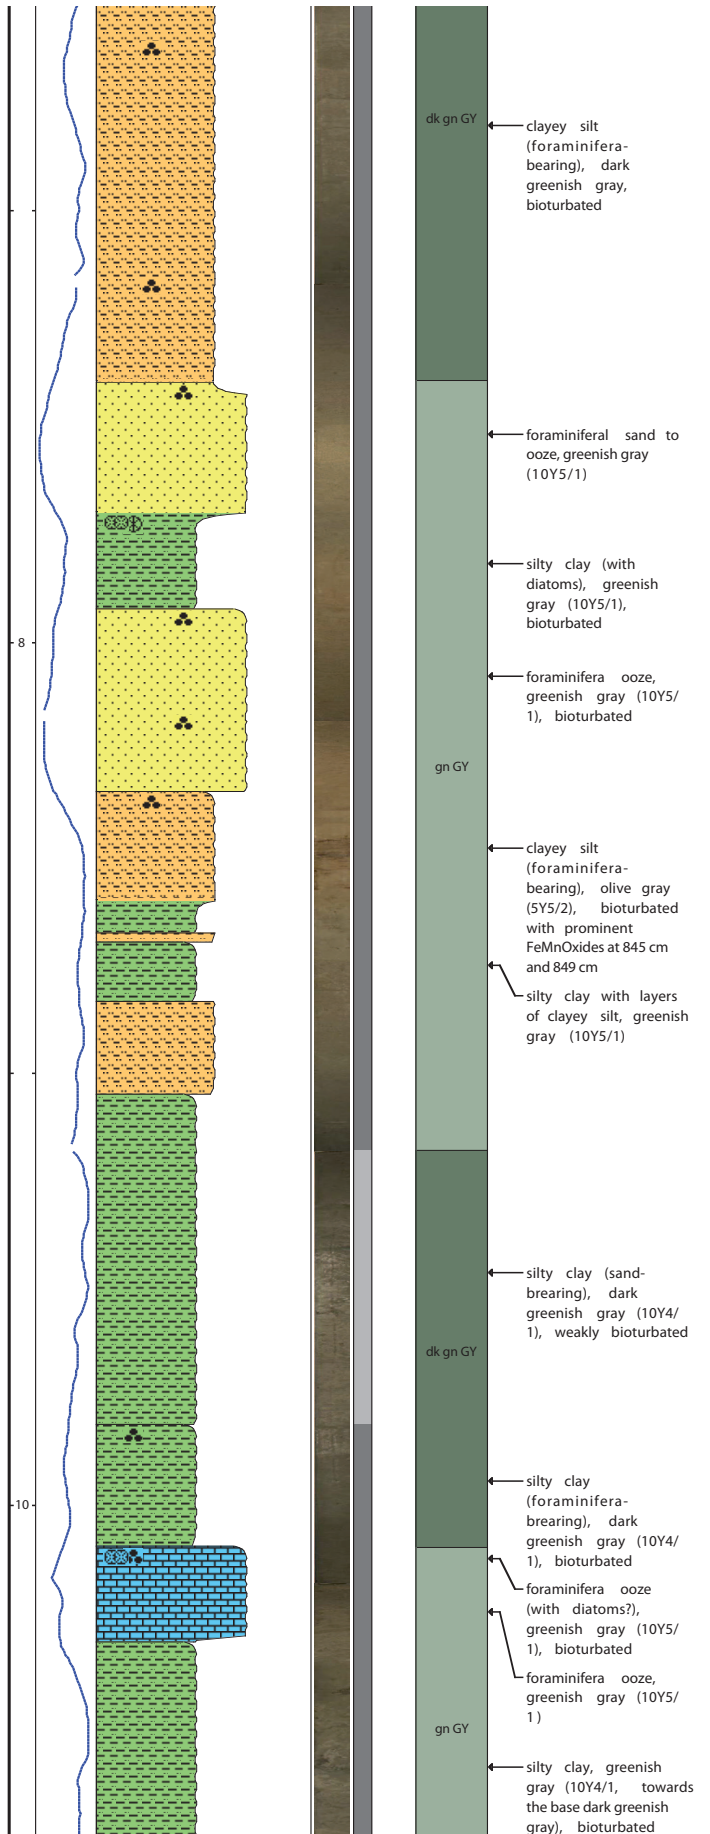 dk gn GY
clayey silt
(foraminifera-
bearing), dark
greenish gray,
bioturbated
foraminiferal sand to
ooze, greenish gray
(10Y5/1)
silty clay (with
diatoms), greenish
gray (10Y5/1),
bioturbated
8
foraminifera ooze,
greenish gray (10Y5/
1), bioturbated
gn GY
clayey silt
(foraminifera-
bearing), olive gray
(5Y5/2), bioturbated
with prominent
FeMnOxides at 845 cm
and 849 cm
silty clay with layers
of clayey silt, greenish
gray (10Y5/1)
silty clay (sand-
brearing), dark
greenish gray (10Y4/
1), weakly bioturbated
dk gn GY
10
silty clay
(foraminifera-
bearing), dark
greenish gray (10Y4/
1), bioturbated
foraminifera ooze
(with diatoms?),
greenish gray (10Y5/
1), bioturbated
foraminifera ooze,
greenish gray (10Y5/
1)
gn GY
silty clay, greenish
gray (10Y4/1, towards
the base dark greenish
gray), bioturbated